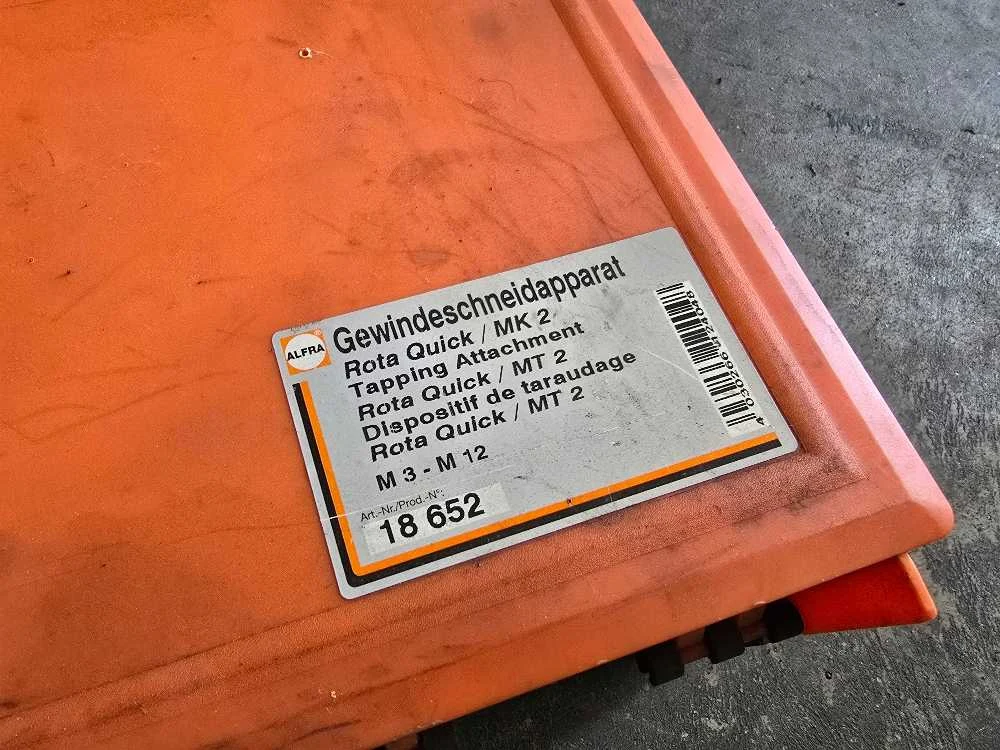 ALFRA
®
Gewindeschneidapparat
Rota Quick / MK 2
Tapping Attachment
Rota Quick / MT 2
Dispositif de taraudage
Rota Quick / MT 2
M 3 - M 12
Art.-Nr./Prod.-N°:
18 652